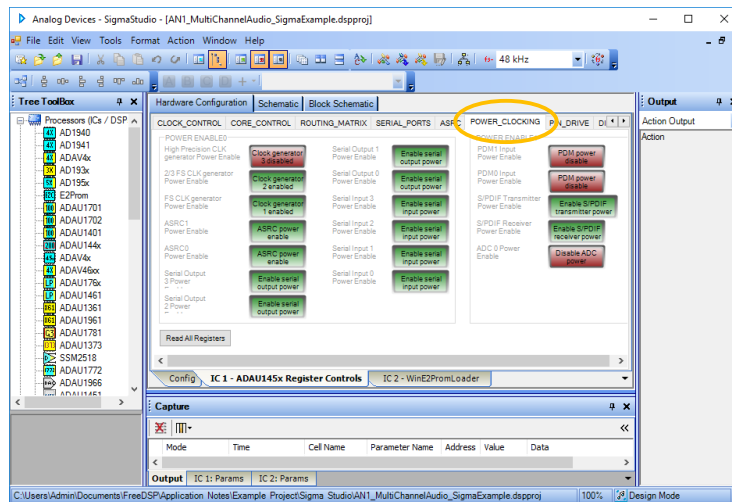 Analog Devices - SigmaStudio - [AN1_MultiChannelAudio_SigmaExample.dspproj]
File Edit View Tools Format Action Window Help
fs- 48 kHz
Tree ToolBox
Hardware Configuration Schematic Block Schematic
Output
Processors (ICs / DSP
CLOCK_CONTROL CORE_CONTROL ROUTING_MATRIX SERIAL_PORTS ASRC POWER_CLOCKING PIN_DRIVE
Action Output
Action
AD1940
AD1941
ADAV4x
AD193x
AD195x
E2Prom
ADAU1701
ADAU1702
ADAU1401
ADAU144x
ADAV4x
ADAV46xx
ADAU176x
ADAU1461
ADAU1361
ADAU1961
ADAU1781
ADAU1373
SSM2518
ADAU1772
ADAU1966
ADAU1451
POWER ENABLE0
High Precision CLK
generator Power Enable
Clock generator
3 disabled
2/3 FS CLK generator
Power Enable
Clock generator
2 enabled
FS CLK generator
Power Enable
Clock generator
1 enabled
ASRC1
Power Enable
ASRC power
enable
ASRC0
Power Enable
ASRC power
enable
Serial Output
3 Power
Enable serial
output power
Serial Output
2 Power
Enable serial
output power
Serial Output 1
Power Enable
Enable serial
output power
Serial Output 0
Power Enable
Enable serial
output power
Serial Input 3
Power Enable
Enable serial
input power
Serial Input 2
Power Enable
Enable serial
input power
Serial Input 1
Power Enable
Enable serial
input power
Serial Input 0
Power Enable
Enable serial
input power
PDM1 Input
Power Enable
PDM power
disable
PDM0 Input
Power Enable
PDM power
disable
S/PDIF Transmitter
Power Enable
Enable S/PDIF
transmitter power
S/PDIF Receiver
Power Enable
Enable S/PDIF
receiver power
ADC 0 Power
Enable
Disable ADC
power
Read All Registers
Config IC 1 - ADAU145x Register Controls IC 2 - WinE2PromLoader
Capture
Mode Time Cell Name Parameter Name Address Value Data
Output IC 1: Params IC 2: Params
C:\Users\Admin\Documents\FreeDSP\Application Notes\Example Project\Sigma Studio\AN1_MultiChannelAudio_SigmaExample.dspproj 100% Design Mode